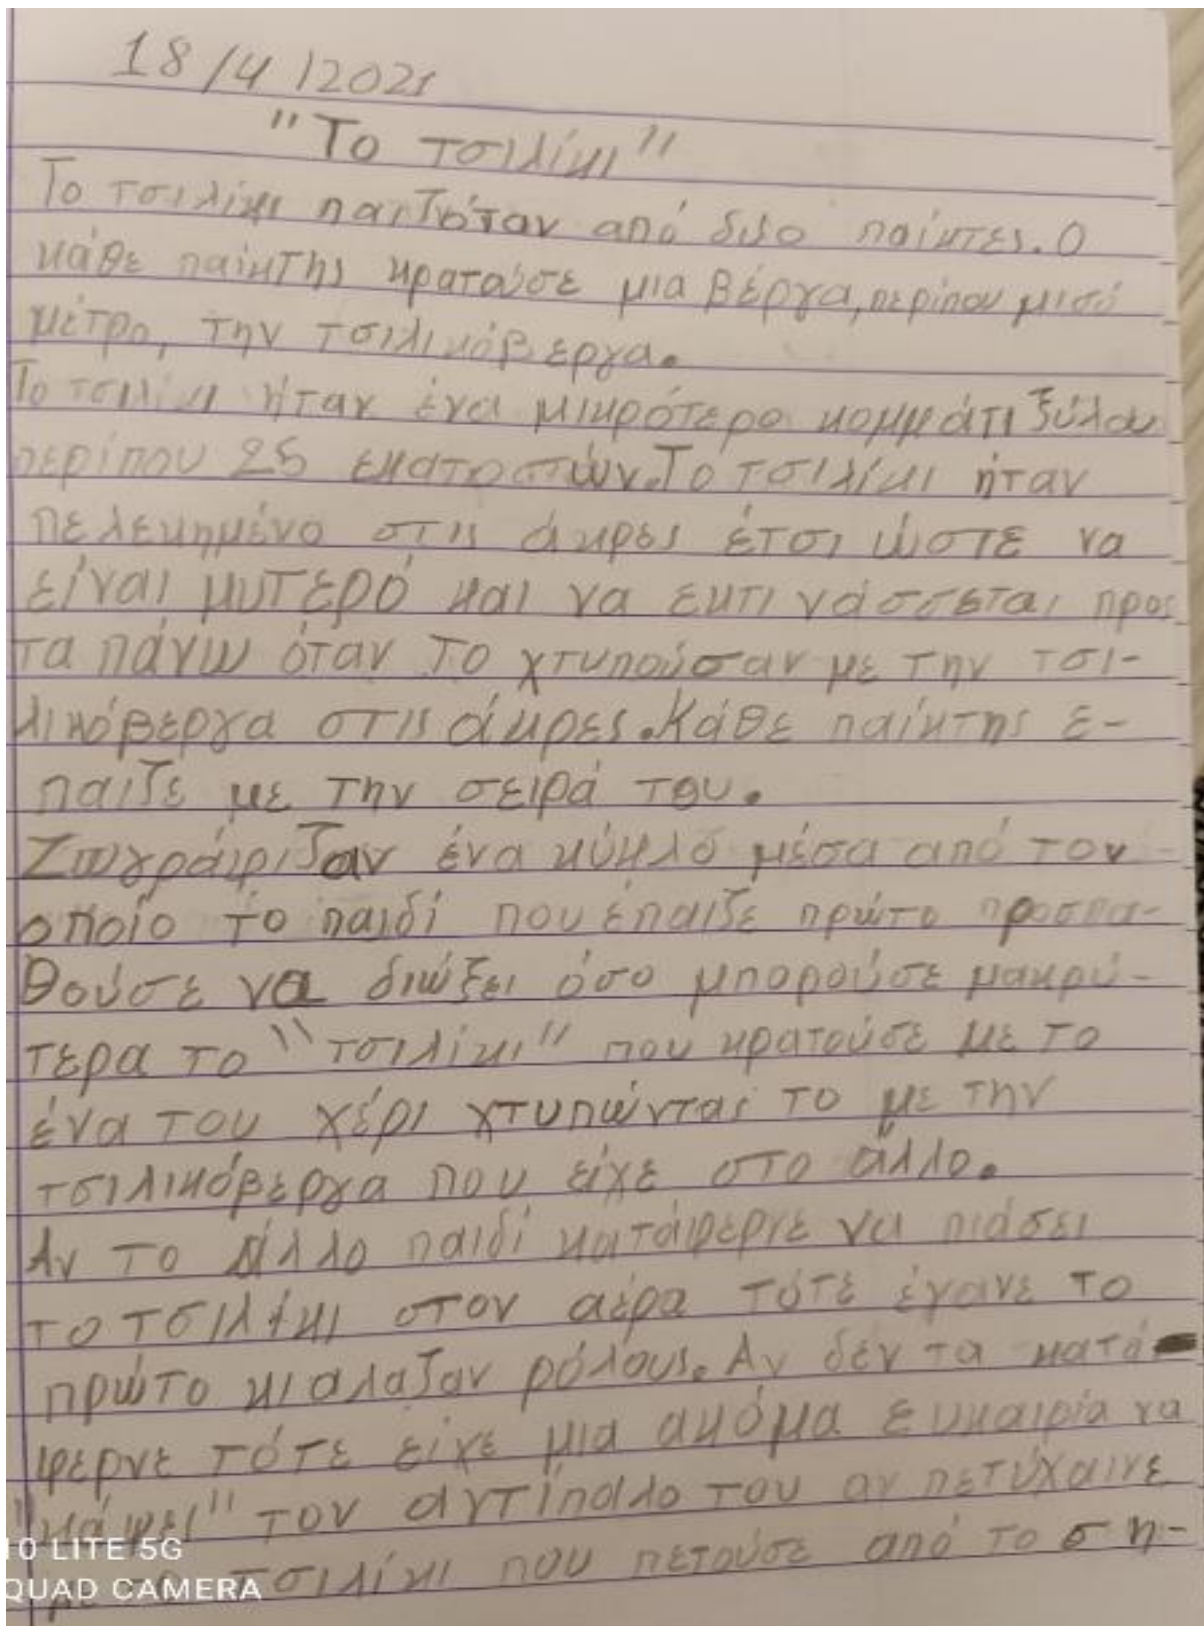 18/4/2021
"Το τσιλίκι"
Το τσιλίκι παιζόταν από δύο παίκτες. Ο
κάθε παίκτης κρατούσε μια βέργα, περίπου μισό
μέτρο, την τσιλικόβεργα.
Το τσιλίκι ήταν ένα μικρότερο κομμάτι ξύλου
περίπου 25 εκατοστών. Το τσιλίκι ήταν
πελεκημένο στις άκρες έτσι ώστε να
είναι μυτερό και να εκτινάσσεται προς
τα πάνω όταν το χτυπούσαν με την τσι-
λικόβεργα στις άκρες. Κάθε παίκτης έ-
παιζε με την σειρά του.
Ζωγράφιζαν ένα κύκλο μέσα από τον
οποίο το παιδί που έπαιζε πρώτο προσπα-
θούσε να διώξει όσο μπορούσε μακρύ-
τερα το "τσιλίκι" που κρατούσε με το
ένα του χέρι χτυπώντας το με την
τσιλικόβεργα που είχε στο άλλο.
Αν το άλλο παιδί κατάφερνε να πιάσει
το τσιλίκι στον αέρα τότε έχανε το
πρώτο κι αλαζαν ρόλους. Αν δέν τα κατά-
φερνε τότε είχε μια ακόμα ευκαιρία να
"κάψει" τον αντίπαλο του αν πετύχαινε
τσιλίκι που πετούσε από το ση-
10 LITE 5G
QUAD CAMERA